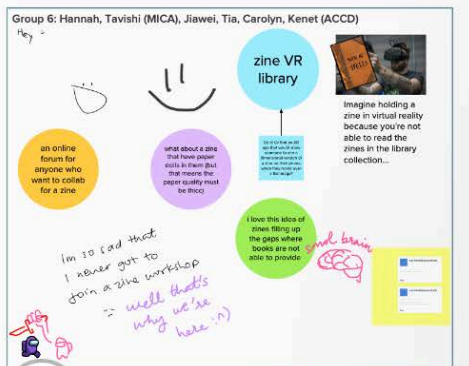 Group 6: Hannah, Tavishi (MICA), Jiawei, Tia, Carolyn, Kenet (ACCD)
Hey
zine VR
library
Imagine holding a
zine in virtual reality
because you're not
able to read the
zines in the library
collection...
an online
forum for
anyone who
want to collab
for a zine
what about a zine
that have paper
dolls in them (but
that means the
paper quality must
be thicc)
i love this idea of
zines filling up
the gaps where
books are not
able to provide
smol brain
Im so sad that
I never got to
join a zine workshop
well that's
why we're
here :^)